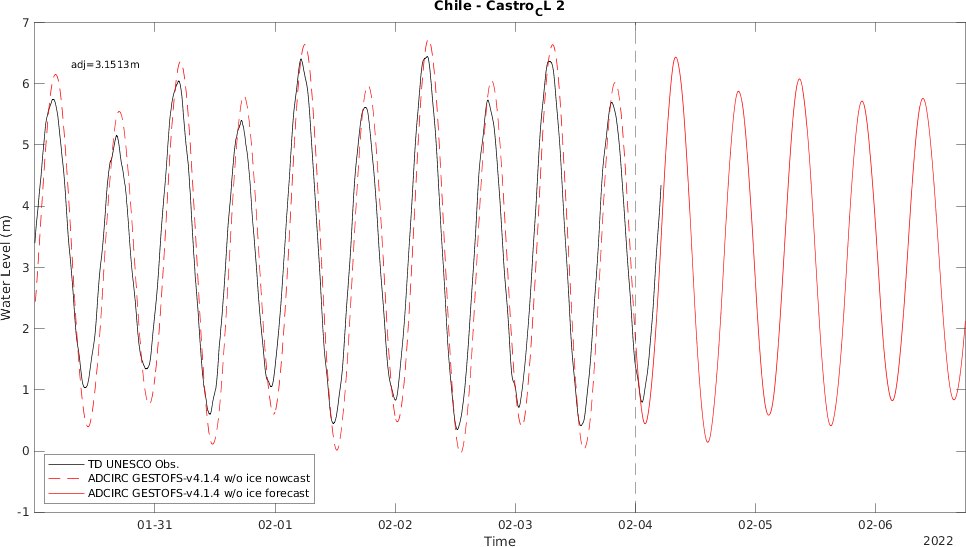 Chile - Castro_CL 2
adj=3.1513m
7
6
5
4
3
2
1
0
-1
Water Level (m)
TD UNESCO Obs.
ADCIRC GESTOFS-v4.1.4 w/o ice nowcast
ADCIRC GESTOFS-v4.1.4 w/o ice forecast
01-31 02-01 02-02 02-03 02-04 02-05 02-06
Time
2022